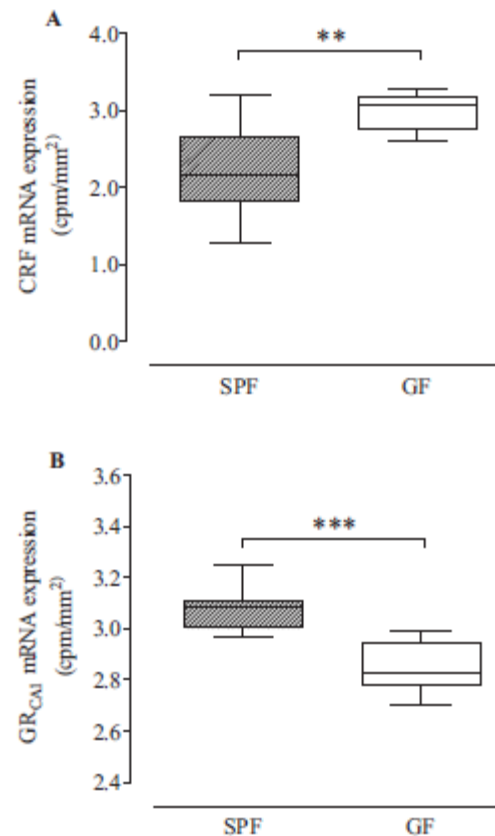 A
**
4.0
3.0
2.0
1.0
0.0
CRF mRNA expression
(cpm/mm²)
SPF GF
B
***
3.6
3.4
3.2
3.0
2.8
2.6
2.4
GR_CA1 mRNA expression
(cpm/mm²)
SPF GF